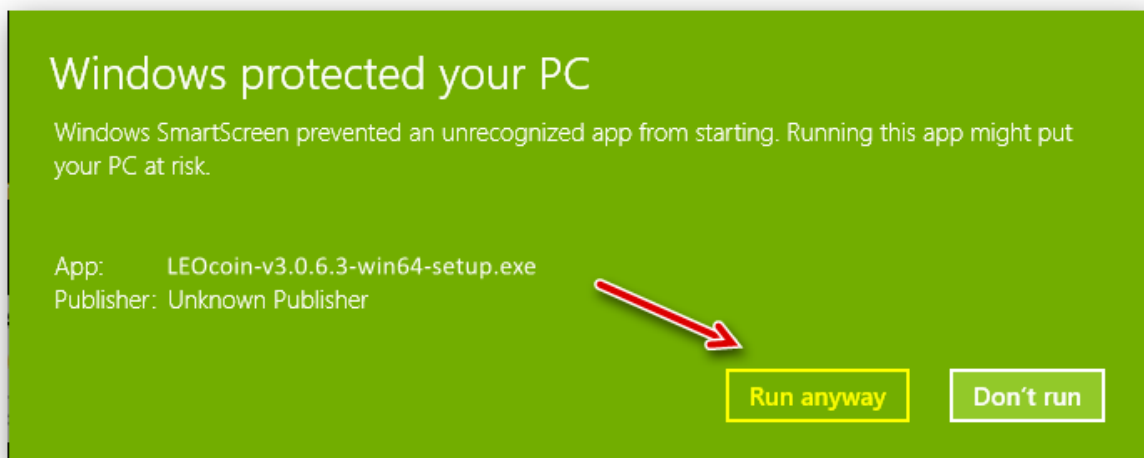 Windows protected your PC
Windows SmartScreen prevented an unrecognized app from starting. Running this app might put
your PC at risk.
App: LEOcoin-v3.0.6.3-win64-setup.exe
Publisher: Unknown Publisher
Run anyway Don't run